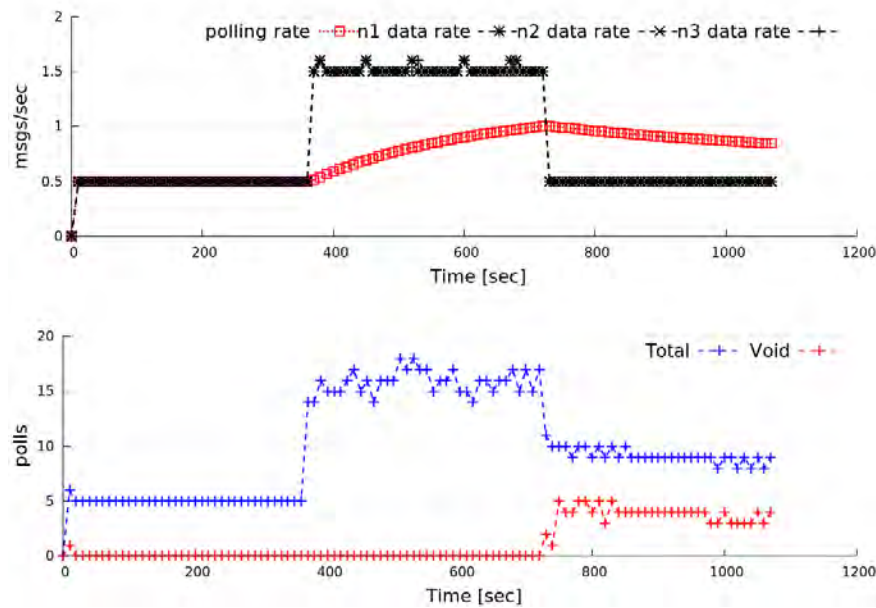 2
polling rate n1 data rate n2 data rate n3 data rate
1.5
1
0.5
0
msgs/sec
0 200 400 600 800 1000 1200
Time [sec]
20
Total Void
15
10
5
0
polls
0 200 400 600 800 1000 1200
Time [sec]